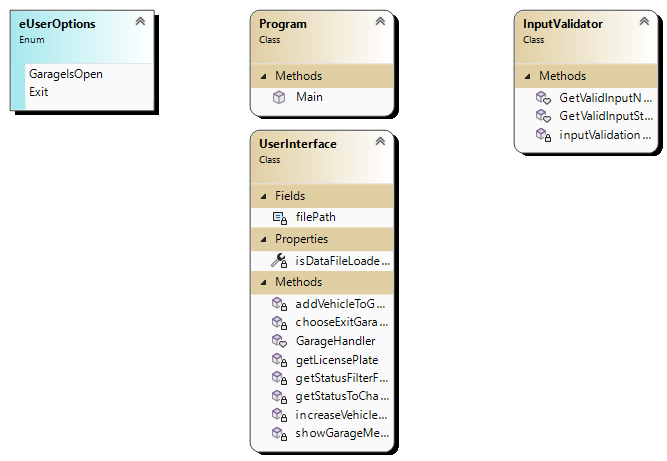 eUserOptions
Enum
GarageIsOpen
Exit
Program
Class
Methods
Main
UserInterface
Class
Fields
filePath
Properties
isDataFileLoade...
Methods
addVehicleToG...
chooseExitGara...
GarageHandler
getLicensePlate
getStatusFilterF...
getStatusToCha...
increaseVehicle...
showGarageMe...
InputValidator
Class
Methods
GetValidInputN...
GetValidInputSt...
inputValidation...